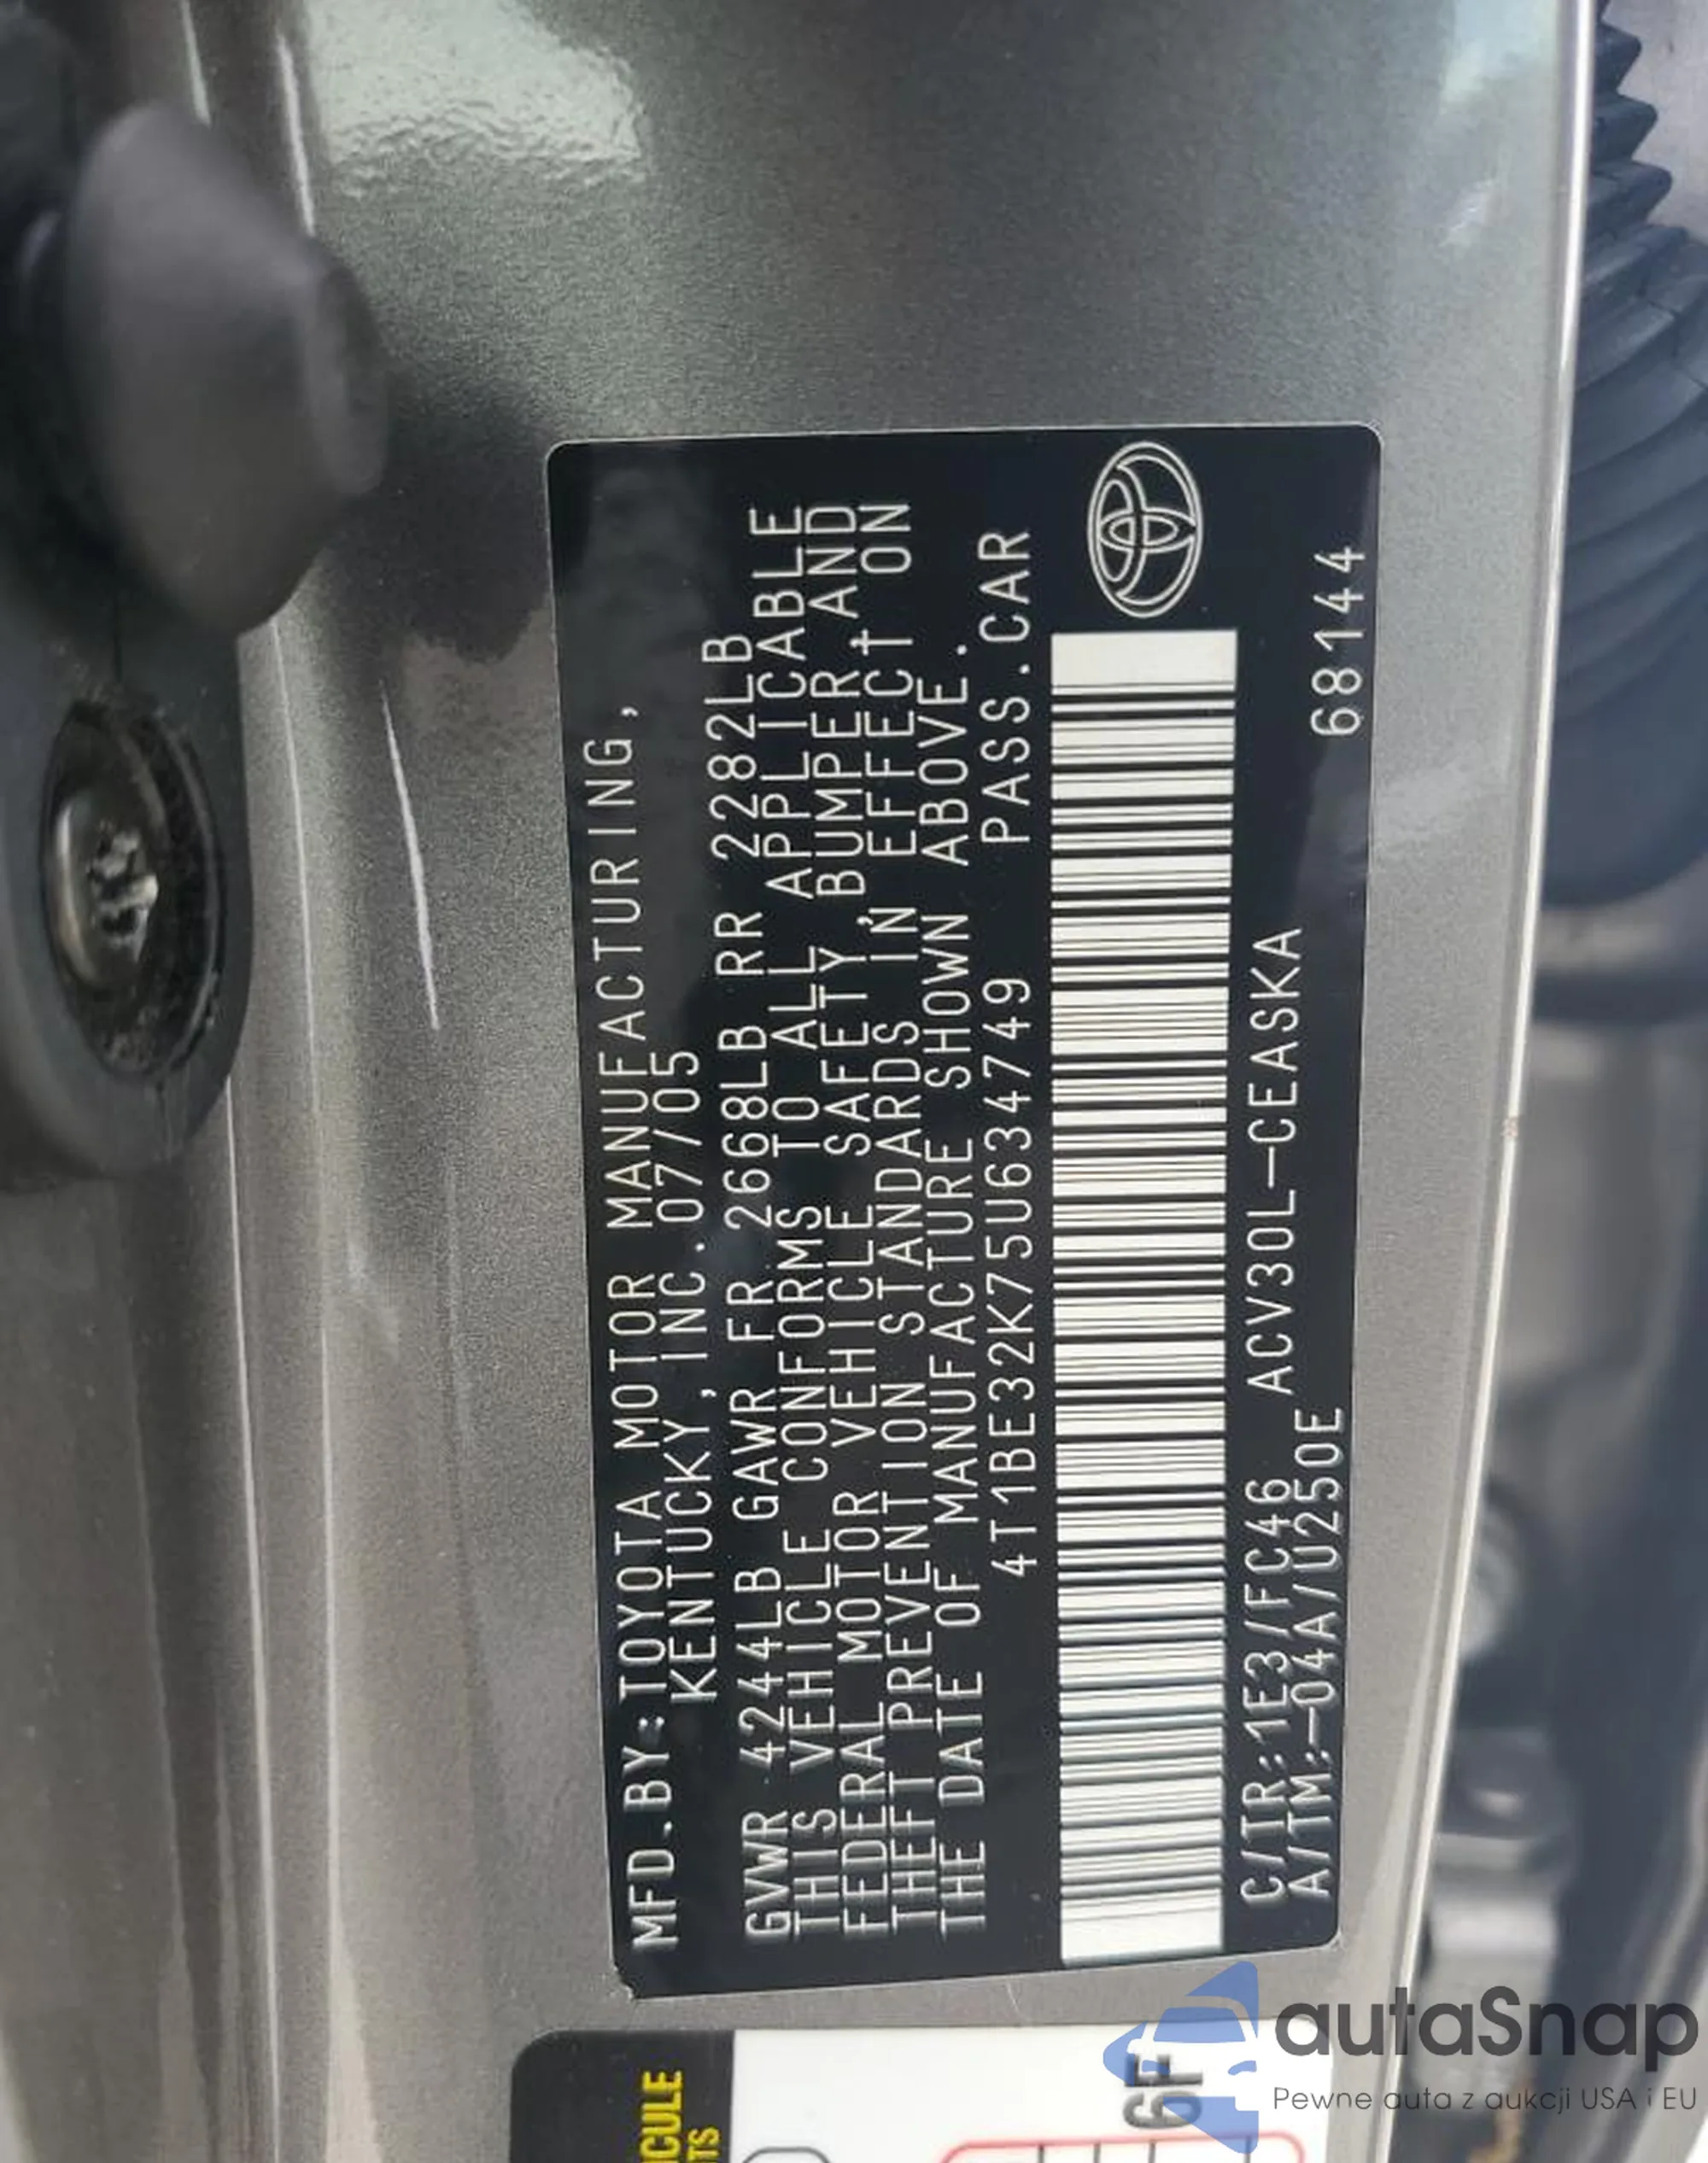 MFD.BY:TOYOTA MOTOR MANUFACTURING,
KENTUCKY,INC.07/05
GVWR 4244LB GAWR FR 2668LB RR 2282LB
THIS VEHICLE CONFORMS TO ALL APPLICABLE
FEDERAL MOTOR VEHICLE SAFETY,BUMPER,AND
THEFT PREVENTION STANDARDS IN EFFECT ON
THE DATE OF MANUFACTURE SHOWN ABOVE.
4T1BE32K75U634749 PASS.CAR
C/TR:1E3/FC46 ACV30L-CEASKA
A/TM:-04A/U250E 68144
6F
autaSnap
Pewne auta z aukcji USA i EU